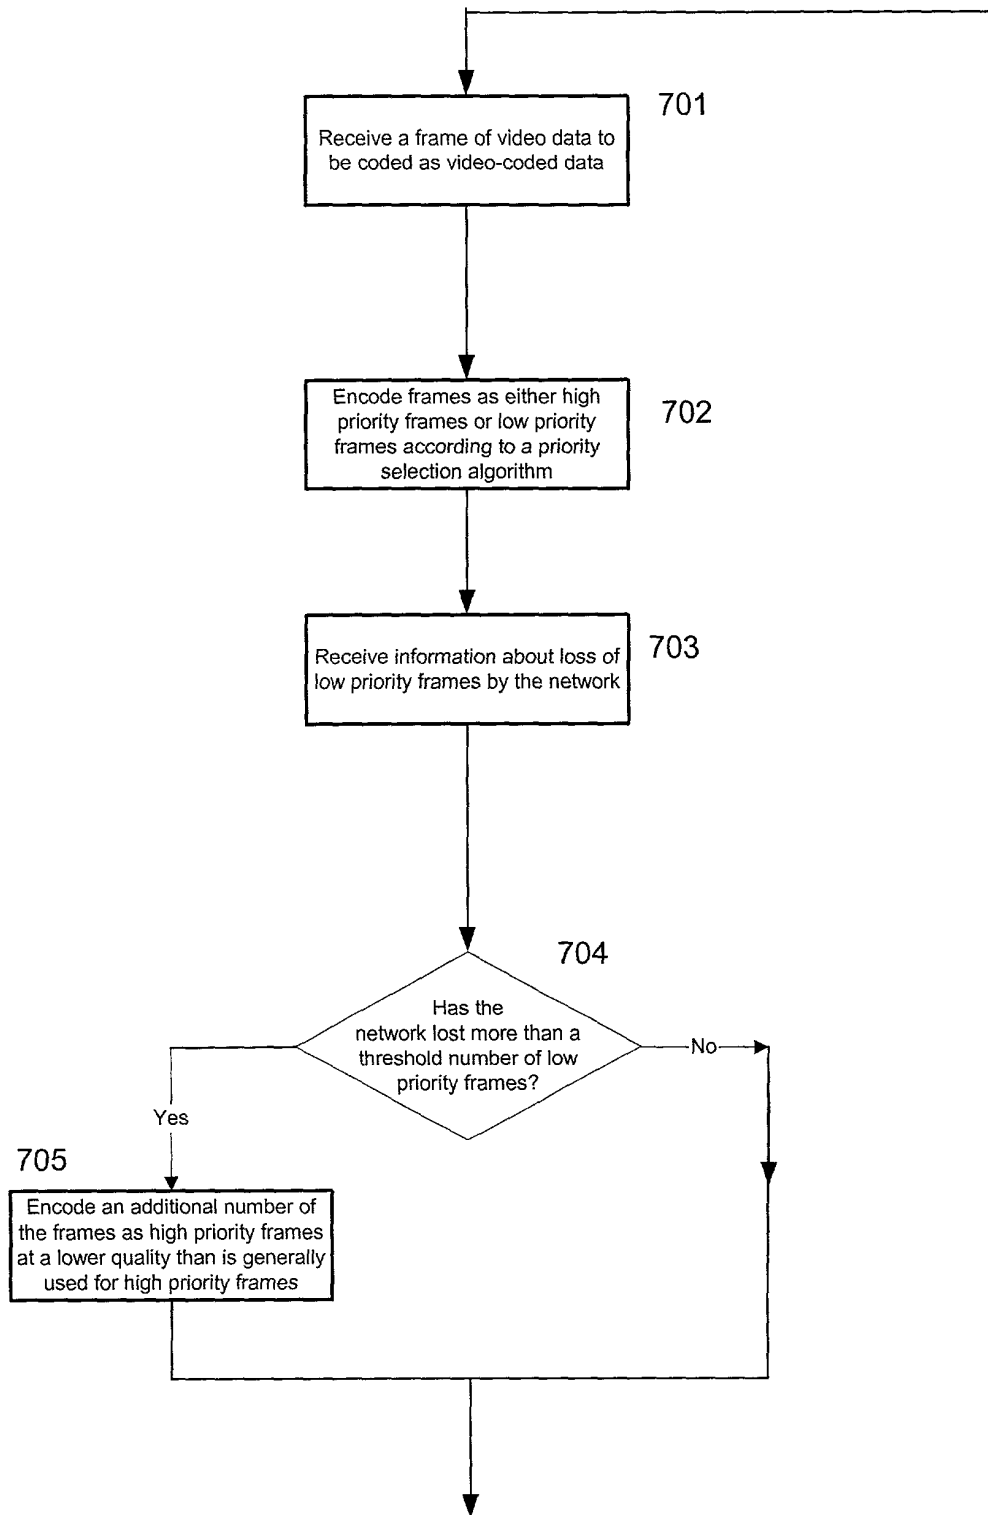 701
Receive a frame of video data to
be coded as video-coded data
702
Encode frames as either high
priority frames or low priority
frames according to a priority
selection algorithm
703
Receive information about loss of
low priority frames by the network
704
Has the
network lost more than a
threshold number of low
priority frames?
No
Yes
705
Encode an additional number of
the frames as high priority frames
at a lower quality than is generally
used for high priority frames